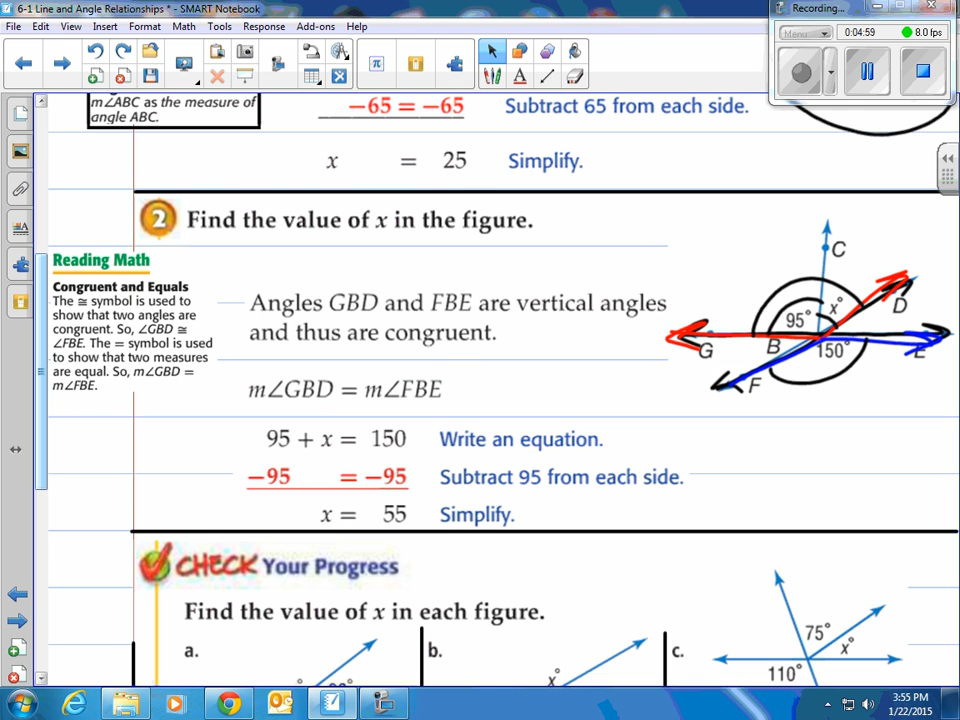 6-1 Line and Angle Relationships * - SMART Notebook
Recording...
File Edit View Insert Format Math Tools Response Add-ons Help
Menu 0:04:59 8.0 fps
m∠ABC as the measure of
angle ABC.
−65 = −65 Subtract 65 from each side.
x = 25 Simplify.
2 Find the value of x in the figure.
Reading Math
Congruent and Equals
The ≅ symbol is used to
show that two angles are
congruent. So, ∠GBD ≅
∠FBE. The = symbol is used
to show that two measures
are equal. So, m∠GBD =
m∠FBE.
Angles GBD and FBE are vertical angles
and thus are congruent.
m∠GBD = m∠FBE
95 + x = 150 Write an equation.
−95 = −95 Subtract 95 from each side.
x = 55 Simplify.
C
95° x° D
G B 150° E
F
CHECK Your Progress
Find the value of x in each figure.
a. b. c.
x°
75° x°
110°
3:55 PM
1/22/2015